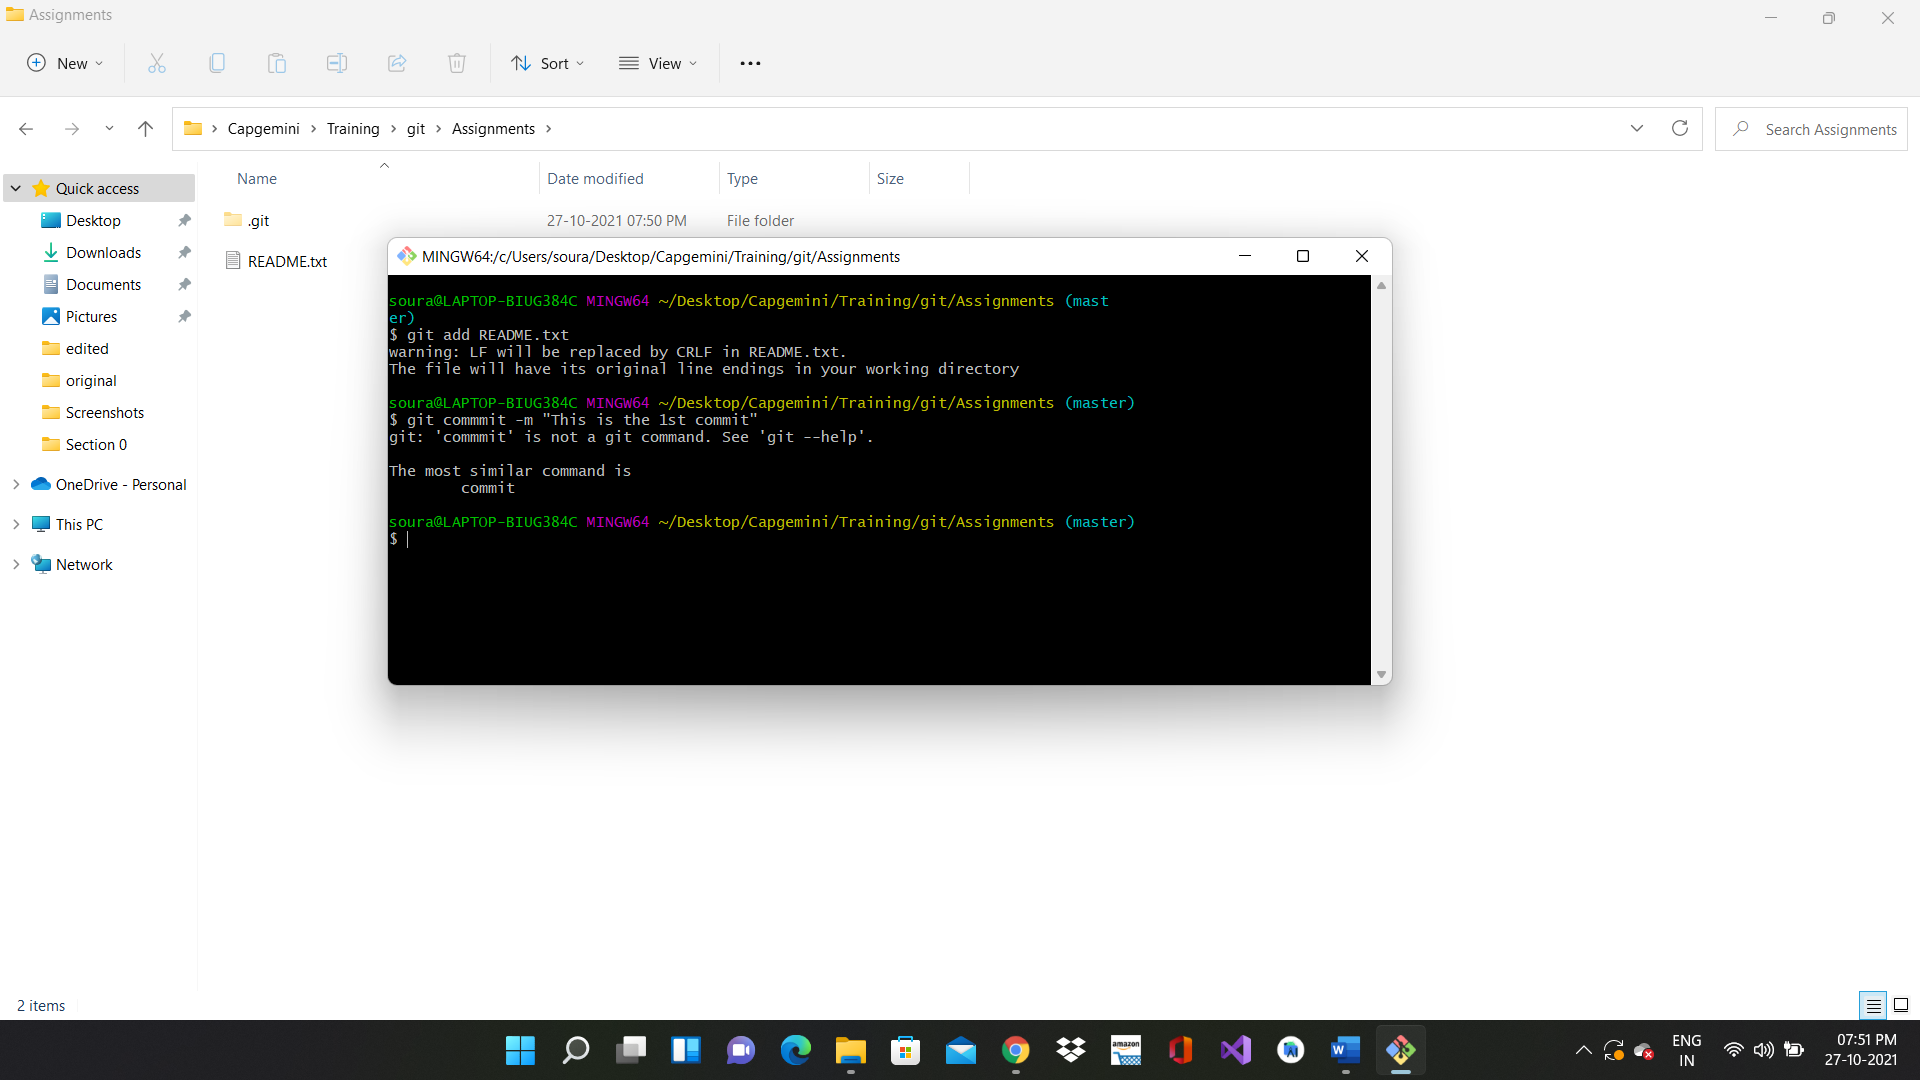 Assignments
New
Sort
View
Capgemini > Training > git > Assignments >
Search Assignments
Name
Date modified
Type
Size
Quick access
Desktop
Downloads
Documents
Pictures
edited
original
Screenshots
Section 0
OneDrive - Personal
This PC
Network
.git
27-10-2021 07:50 PM
File folder
README.txt
MINGW64:/c/Users/soura/Desktop/Capgemini/Training/git/Assignments
soura@LAPTOP-BIUG384C MINGW64 ~/Desktop/Capgemini/Training/git/Assignments (mast
er)
$ git add README.txt
warning: LF will be replaced by CRLF in README.txt.
The file will have its original line endings in your working directory
soura@LAPTOP-BIUG384C MINGW64 ~/Desktop/Capgemini/Training/git/Assignments (master)
$ git commmit -m "This is the 1st commit"
git: 'commmit' is not a git command. See 'git --help'.
The most similar command is
commit
soura@LAPTOP-BIUG384C MINGW64 ~/Desktop/Capgemini/Training/git/Assignments (master)
$
2 items
amazon
ENG
IN
07:51 PM
27-10-2021